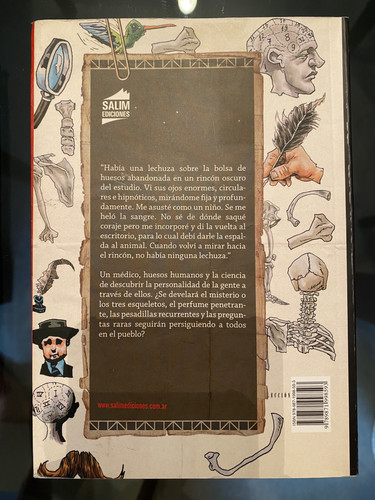 SALIM
EDICIONES
"Había una lechuza sobre la bolsa de
huesos abandonada en un rincón oscuro
del estudio. Vi sus ojos enormes, circula-
res e hipnóticos, mirándome fija y profun-
damente. Me asusté como un niño. Se me
heló la sangre. No sé de dónde saqué
coraje pero me incorporé y di la vuelta al
escritorio, para lo cual debí darle la espal-
da al animal. Cuando volví a mirar hacia
el rincón, no había ninguna lechuza."
Un médico, huesos humanos y la ciencia
de descubrir la personalidad de la gente a
través de ellos. ¿Se develará el misterio o
los tres esqueletos, el perfume penetran-
te, las pesadillas recurrentes y las pregun-
tas raras seguirán persiguiendo a todos
en el pueblo?
www.salimediciones.com.ar